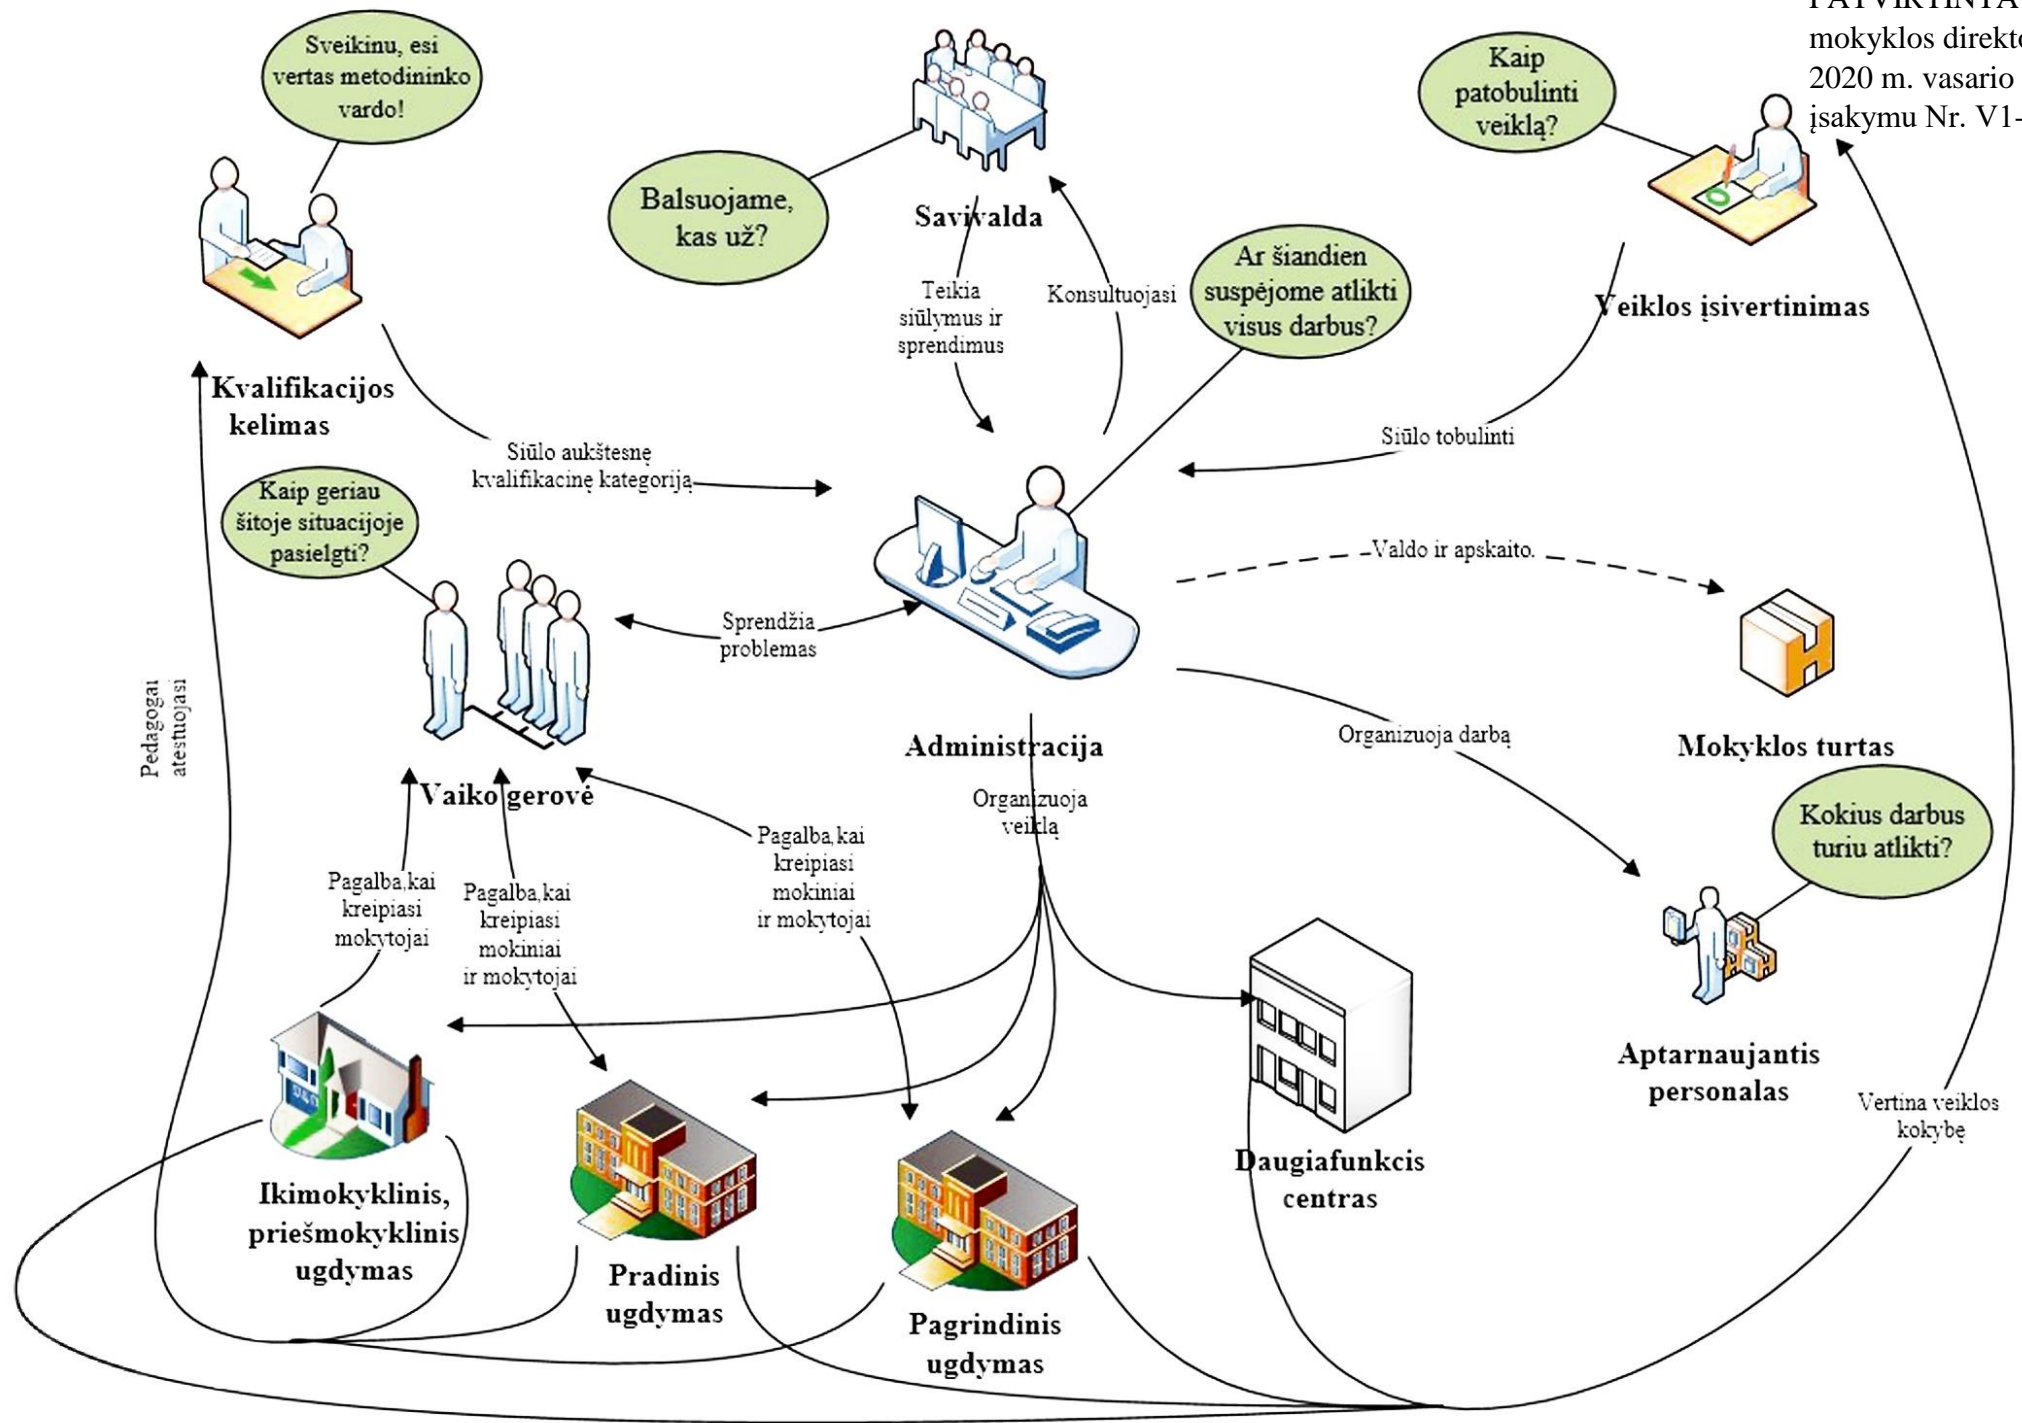 PATVIRTINTA
mokyklos direkto
2020 m. vasario
įsakymu Nr. V1-
Sveikinu, esi
vertas metodininko
vardo!
Kaip
patobulinti
veiklą?
Balsuojame,
kas už?
Savivalda
Ar šiandien
suspėjome atlikti
visus darbus?
Teikia
siūlymus ir
sprendimus
Konsultuojasi
Veiklos įsivertinimas
Kvalifikacijos
kelimas
Siūlo aukštesnę
kvalifikacinę kategoriją
Siūlo tobulinti
Kaip geriau
šitoje situacijoje
pasielgti?
Valdo ir apskaito.
Sprendžia
problemas
Pedagogai
atestuojasi
Administracija
Organizuoja darbą
Mokyklos turtas
Vaiko gerovė
Organizuoja
veiklą
Kokius darbus
turiu atlikti?
Pagalba,kai
kreipiasi
mokytojai
Pagalba,kai
kreipiasi
mokiniai
ir mokytojai
Pagalba,kai
kreipiasi
mokiniai
ir mokytojai
Aptarnaujantis
personalas
Vertina veiklos
kokybę
Daugiafunkcis
centras
Ikimokyklinis,
priešmokyklinis
ugdymas
Pradinis
ugdymas
Pagrindinis
ugdymas